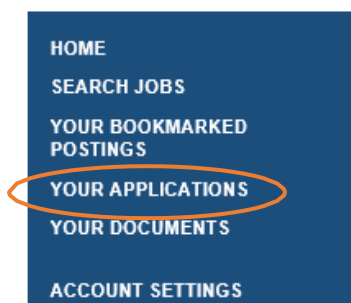 HOME
SEARCH JOBS
YOUR BOOKMARKED
POSTINGS
YOUR APPLICATIONS
YOUR DOCUMENTS
ACCOUNT SETTINGS